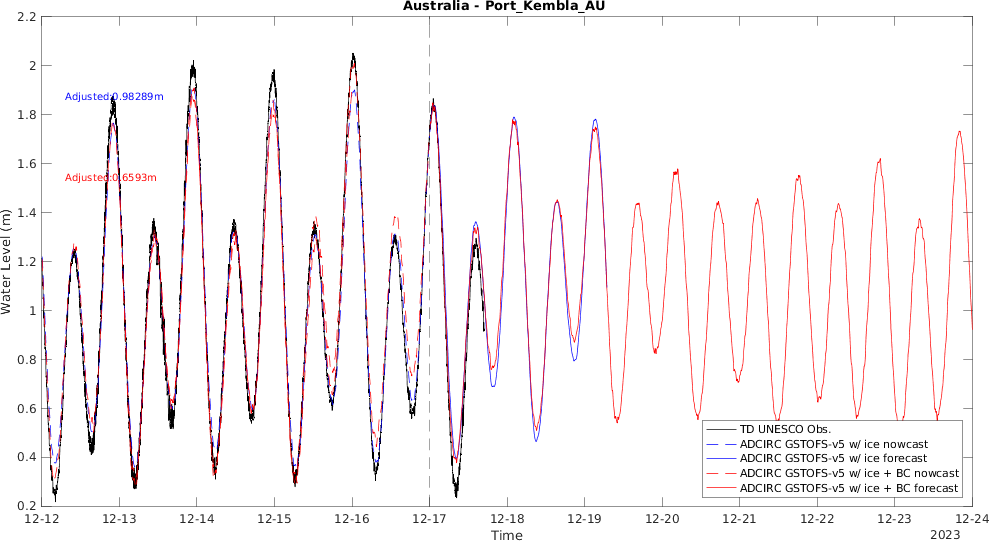 Australia - Port_Kembla_AU
2.2
2
1.8
1.6
1.4
1.2
1
0.8
0.6
0.4
0.2
Water Level (m)
Adjusted:0.98289m
Adjusted:0.6593m
TD UNESCO Obs.
ADCIRC GSTOFS-v5 w/ ice nowcast
ADCIRC GSTOFS-v5 w/ ice forecast
ADCIRC GSTOFS-v5 w/ ice + BC nowcast
ADCIRC GSTOFS-v5 w/ ice + BC forecast
12-12 12-13 12-14 12-15 12-16 12-17 12-18 12-19 12-20 12-21 12-22 12-23 12-24
Time
2023